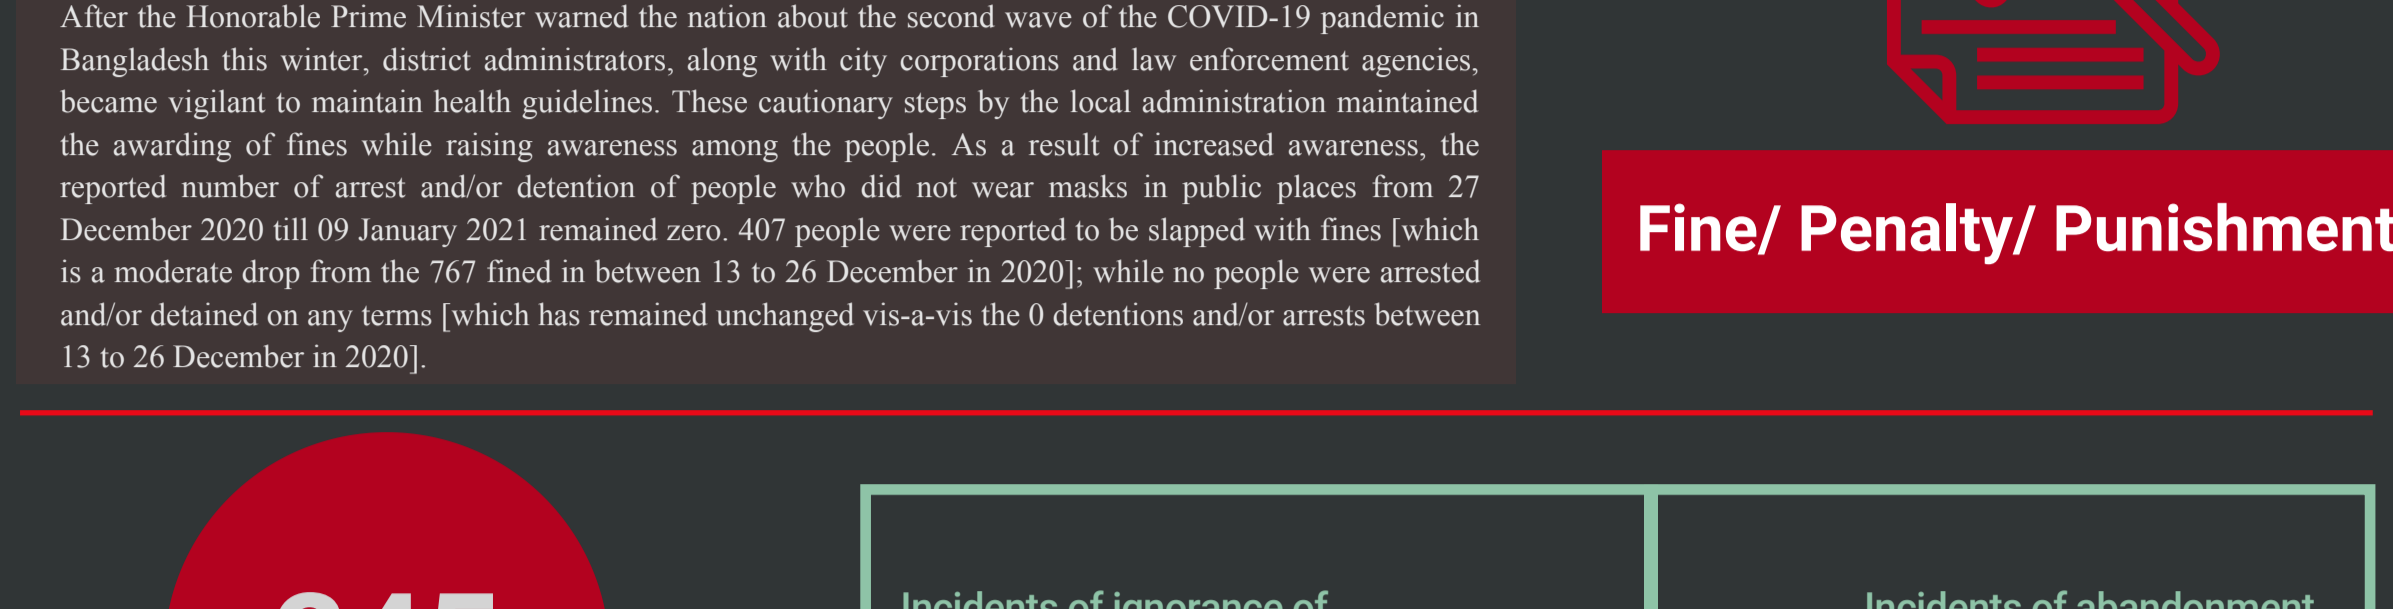 After the Honorable Prime Minister warned the nation about the second wave of the COVID-19 pandemic in
Bangladesh this winter, district administrators, along with city corporations and law enforcement agencies,
became vigilant to maintain health guidelines. These cautionary steps by the local administration maintained
the awarding of fines while raising awareness among the people. As a result of increased awareness, the
reported number of arrest and/or detention of people who did not wear masks in public places from 27
December 2020 till 09 January 2021 remained zero. 407 people were reported to be slapped with fines [which
is a moderate drop from the 767 fined in between 13 to 26 December in 2020]; while no people were arrested
and/or detained on any terms [which has remained unchanged vis-a-vis the 0 detentions and/or arrests between
13 to 26 December in 2020].
Fine/ Penalty/ Punishment
Incidents of ignorance of
Incidents of abandonment